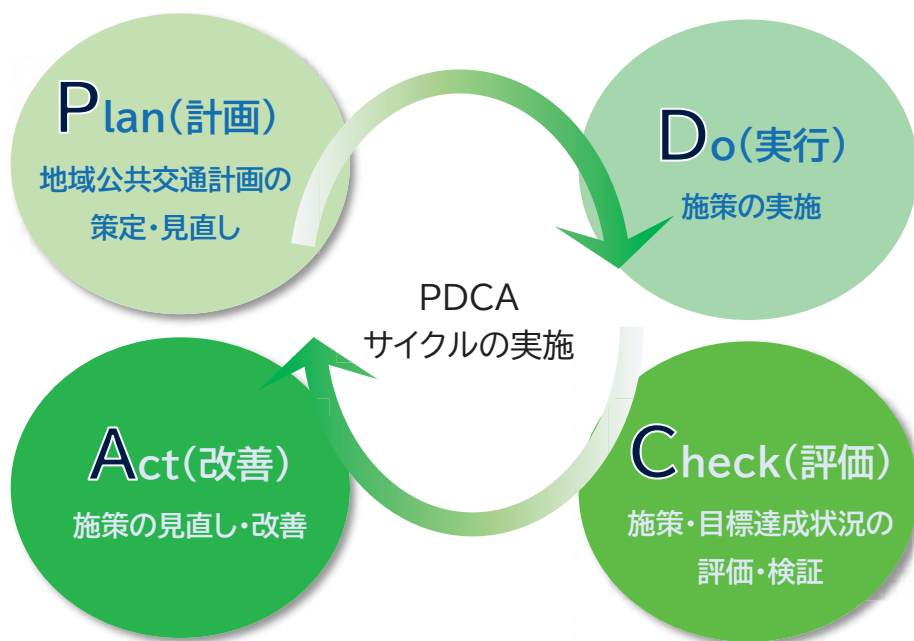 Plan(計画)
地域公共交通計画の
策定・見直し
Do(実行)
施策の実施
PDCA
サイクルの実施
Act(改善)
施策の見直し・改善
Check(評価)
施策・目標達成状況の
評価・検証